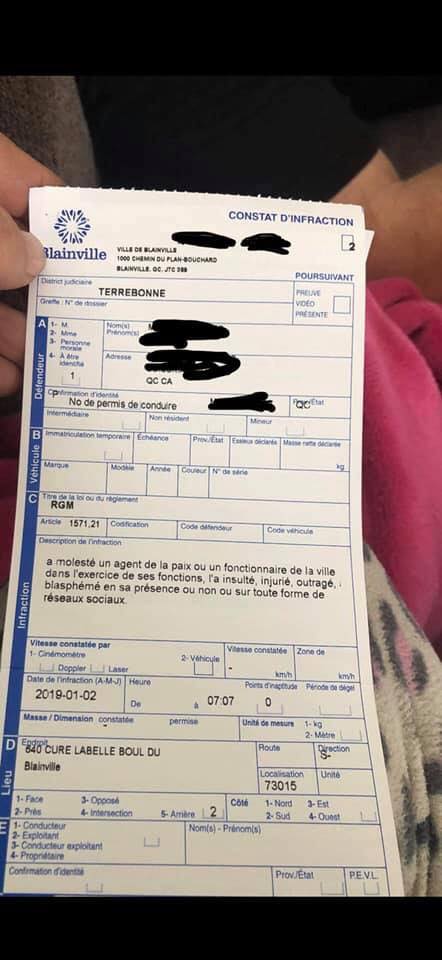 CONSTAT D'INFRACTION
2
Blainville
VILLE DE BLAINVILLE
1000 CHEMIN DU PLAN-BOUCHARD
BLAINVILLE, QC, J7C 3S9
POURSUIVANT
District judiciaire
TERREBONNE
PREUVE
VIDÉO
PRÉSENTE
Greffe : N° de dossier
A
Défendeur
1- M.
2- Mme
3- Personne
morale
4- À être
identifié
1
Nom(s)
Prénom(s)
Adresse
QC CA
Confirmation d'identité
No de permis de conduire
Prov./État
QC
Intermédiaire
Non résident
Mineur
B
Véhicule
Immatriculation temporaire
Échéance
Prov./État
Essieux déclarés
Masse nette déclarée
kg
Marque
Modèle
Année
Couleur
N° de série
C
Infraction
Titre de la loi ou du règlement
RGM
Article 1571,21
Codification
Code défendeur
Code véhicule
Description de l'infraction
a molesté un agent de la paix ou un fonctionnaire de la ville
dans l'exercice de ses fonctions, l'a insulté, injurié, outragé,
blasphémé en sa présence ou non ou sur toute forme de
réseaux sociaux.
Vitesse constatée par
1- Cinémomètre
2- Véhicule
Doppler
Laser
Vitesse constatée
-
km/h
Zone de
km/h
Date de l'infraction (A-M-J)
2019-01-02
Heure
De
à 07:07
Points d'inaptitude
0
Période de dégel
Masse / Dimension constatée
-
permise
Unité de mesure
1- kg
2- Mètre
D
Lieu
Endroit
640 CURE LABELLE BOUL DU
Blainville
Route
Direction
S-
Localisation
73015
Unité
1- Face
2- Près
3- Opposé
4- Intersection
5- Arrière
2
Côté
1- Nord
2- Sud
3- Est
4- Ouest
E
1- Conducteur
2- Exploitant
3- Conducteur exploitant
4- Propriétaire
Nom(s) - Prénom(s)
Confirmation d'identité
Prov./État
P.E.V.L.